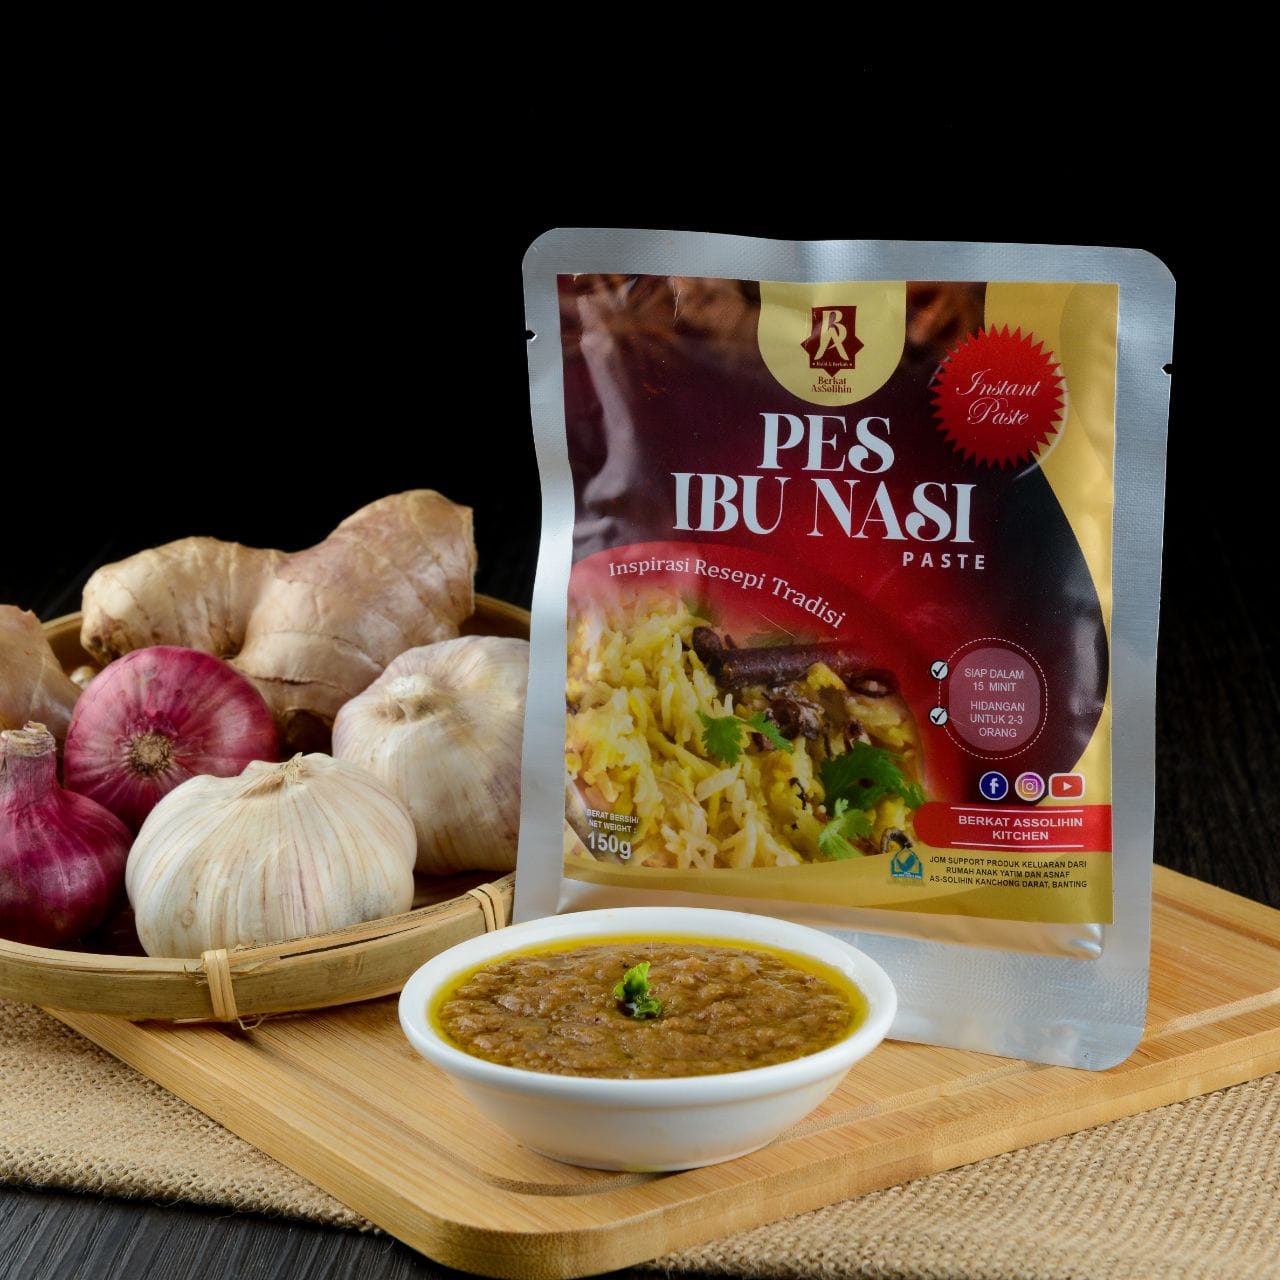 BA
Berkat
AsSolihin
Instant
Paste
PES
IBU NASI
PASTE
Inspirasi Resepi Tradisi
SIAP DALAM
15 MINIT
HIDANGAN
UNTUK 2-3
ORANG
BERKAT ASSOLIHIN
KITCHEN
BERAT BERSIH/
NET WEIGHT :
150g
JOM SUPPORT PRODUK KELUARAN DARI
RUMAH ANAK YATIM DAN ASNAF
AS-SOLIHIN KANCHONG DARAT, BANTING